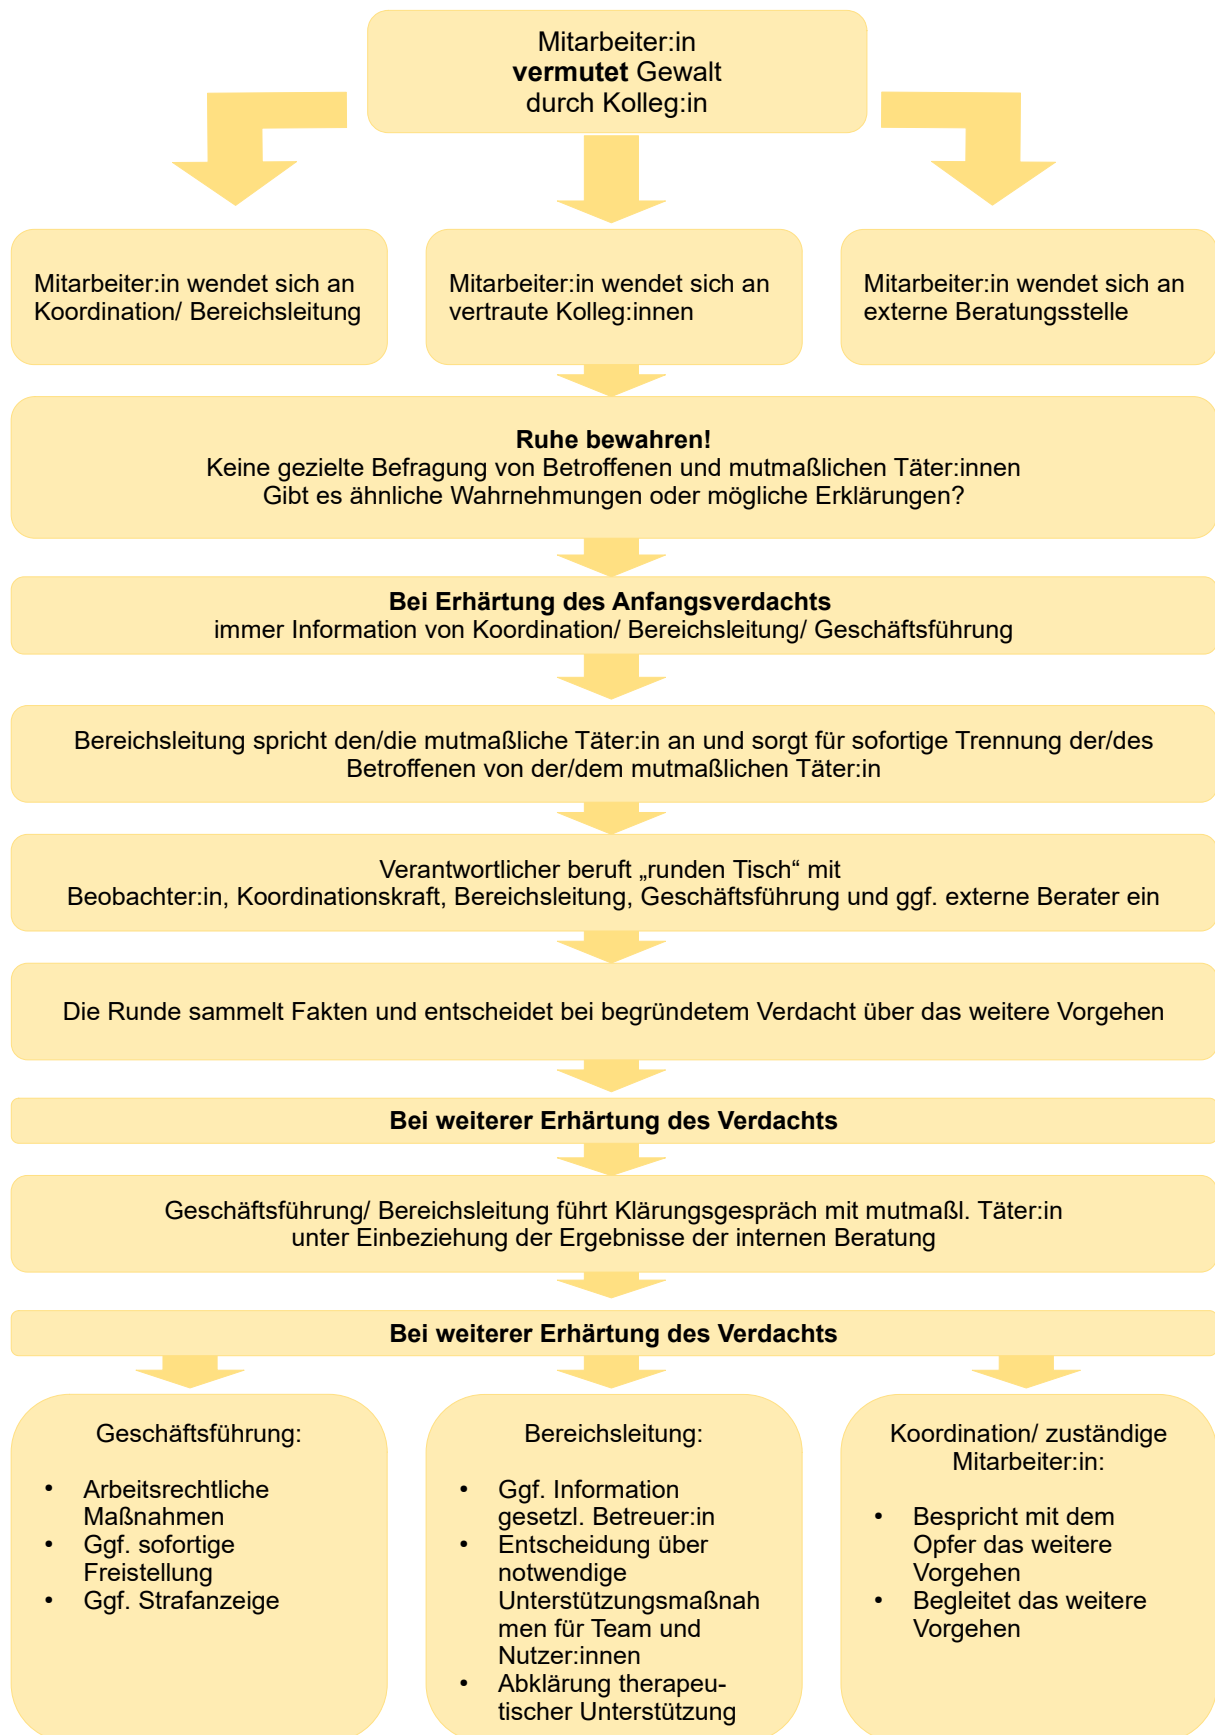 Mitarbeiter:in
vermutet Gewalt
durch Kolleg:in
Mitarbeiter:in wendet sich an
Koordination/ Bereichsleitung
Mitarbeiter:in wendet sich an
vertraute Kolleg:innen
Mitarbeiter:in wendet sich an
externe Beratungsstelle
Ruhe bewahren!
Keine gezielte Befragung von Betroffenen und mutmaßlichen Täter:innen
Gibt es ähnliche Wahrnehmungen oder mögliche Erklärungen?
Bei Erhärtung des Anfangsverdachts
immer Information von Koordination/ Bereichsleitung/ Geschäftsführung
Bereichsleitung spricht den/die mutmaßliche Täter:in an und sorgt für sofortige Trennung der/des
Betroffenen von der/dem mutmaßlichen Täter:in
Verantwortlicher beruft „runden Tisch“ mit
Beobachter:in, Koordinationskraft, Bereichsleitung, Geschäftsführung und ggf. externe Berater ein
Die Runde sammelt Fakten und entscheidet bei begründetem Verdacht über das weitere Vorgehen
Bei weiterer Erhärtung des Verdachts
Geschäftsführung/ Bereichsleitung führt Klärungsgespräch mit mutmaßl. Täter:in
unter Einbeziehung der Ergebnisse der internen Beratung
Bei weiterer Erhärtung des Verdachts
Geschäftsführung:
• Arbeitsrechtliche
Maßnahmen
• Ggf. sofortige
Freistellung
• Ggf. Strafanzeige
Bereichsleitung:
• Ggf. Information
gesetzl. Betreuer:in
• Entscheidung über
notwendige
Unterstützungsmaßnah
men für Team und
Nutzer:innen
• Abklärung therapeu-
tischer Unterstützung
Koordination/ zuständige
Mitarbeiter:in:
• Bespricht mit dem
Opfer das weitere
Vorgehen
• Begleitet das weitere
Vorgehen